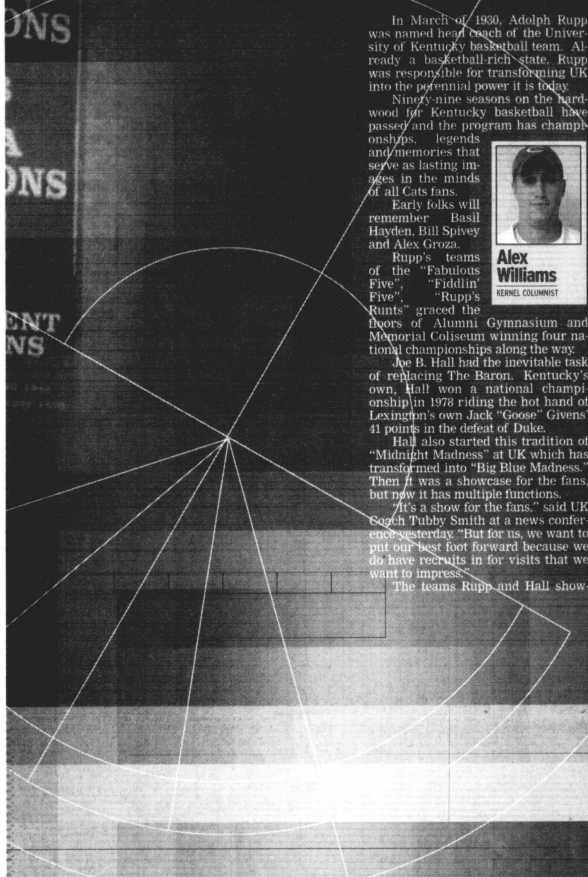 ONS
A
ONS
ENT
NS
In March of 1930, Adolph Rupp
was named head coach of the Univer-
sity of Kentucky basketball team. Al-
ready a basketball-rich state, Rupp
was responsible for transforming UK
into the perennial power it is today.
Ninety-nine seasons on the hard-
wood for Kentucky basketball have
passed and the program has champi-
onships, legends
and memories that
serve as lasting im-
ages in the minds
of all Cats fans.
Early folks will
remember Basil
Hayden, Bill Spivey
and Alex Groza.
Rupp's teams
of the "Fabulous
Five", "Fiddlin'
Five", "Rupp's
Runts" graced the
floors of Alumni Gymnasium and
Memorial Coliseum winning four na-
tional championships along the way.
Joe B. Hall had the inevitable task
of replacing The Baron. Kentucky's
own, Hall won a national champi-
onship in 1978 riding the hot hand of
Lexington's own Jack "Goose" Givens'
41 points in the defeat of Duke.
Hall also started this tradition of
"Midnight Madness" at UK which has
transformed into "Big Blue Madness."
Then it was a showcase for the fans,
but now it has multiple functions.
"It's a show for the fans," said UK
Coach Tubby Smith at a news confer-
ence yesterday. "But for us, we want to
put our best foot forward because we
do have recruits in for visits that we
want to impress."
The teams Rupp and Hall show-
Alex
Williams
KERNEL COLUMNIST